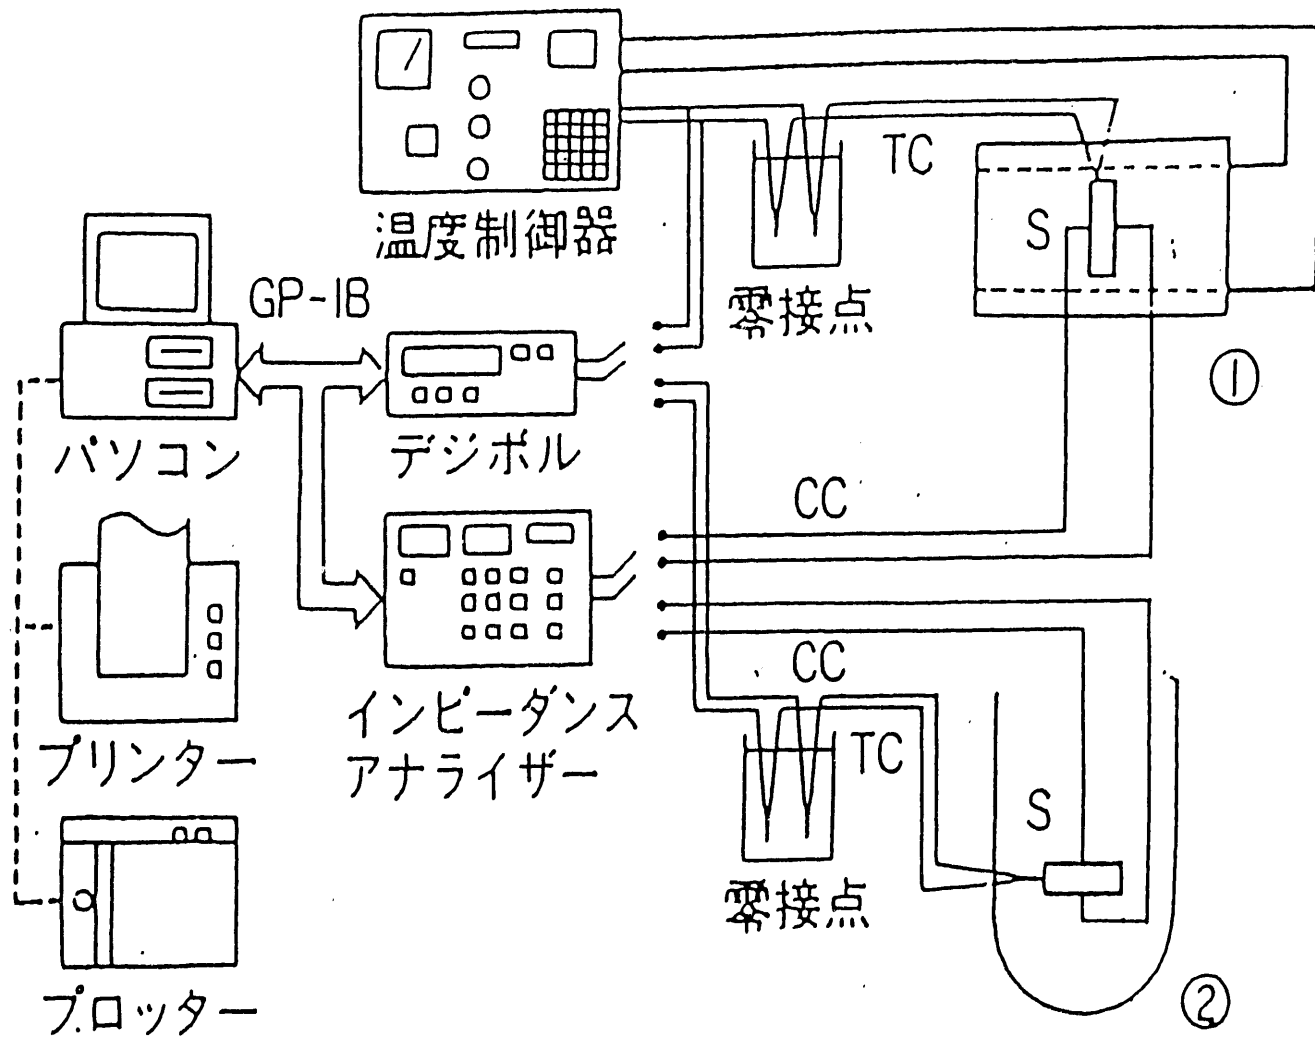 温度制御器
TC
S
零接点
GP-IB
①
パソコン
デジボル
CC
インピーダンス
アナライザー
CC
TC
S
プリンター
零接点
プロッター
②